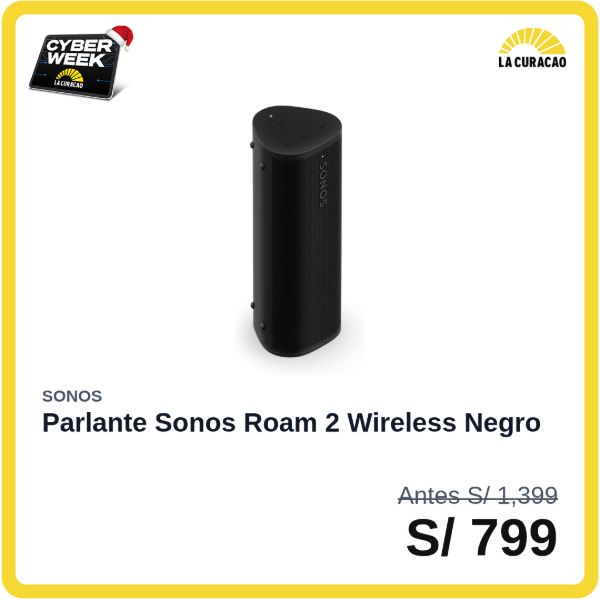 CYBER
WEEK
LA CURACAO
LA CURACAO
SONOS
SONOS
Parlante Sonos Roam 2 Wireless Negro
Antes S/ 1,399
S/ 799